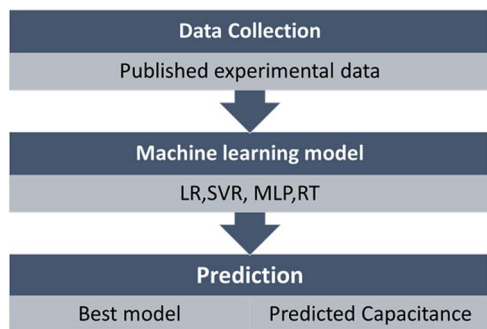 Data Collection
Published experimental data
Machine learning model
LR,SVR, MLP,RT
Prediction
Best model
Predicted Capacitance